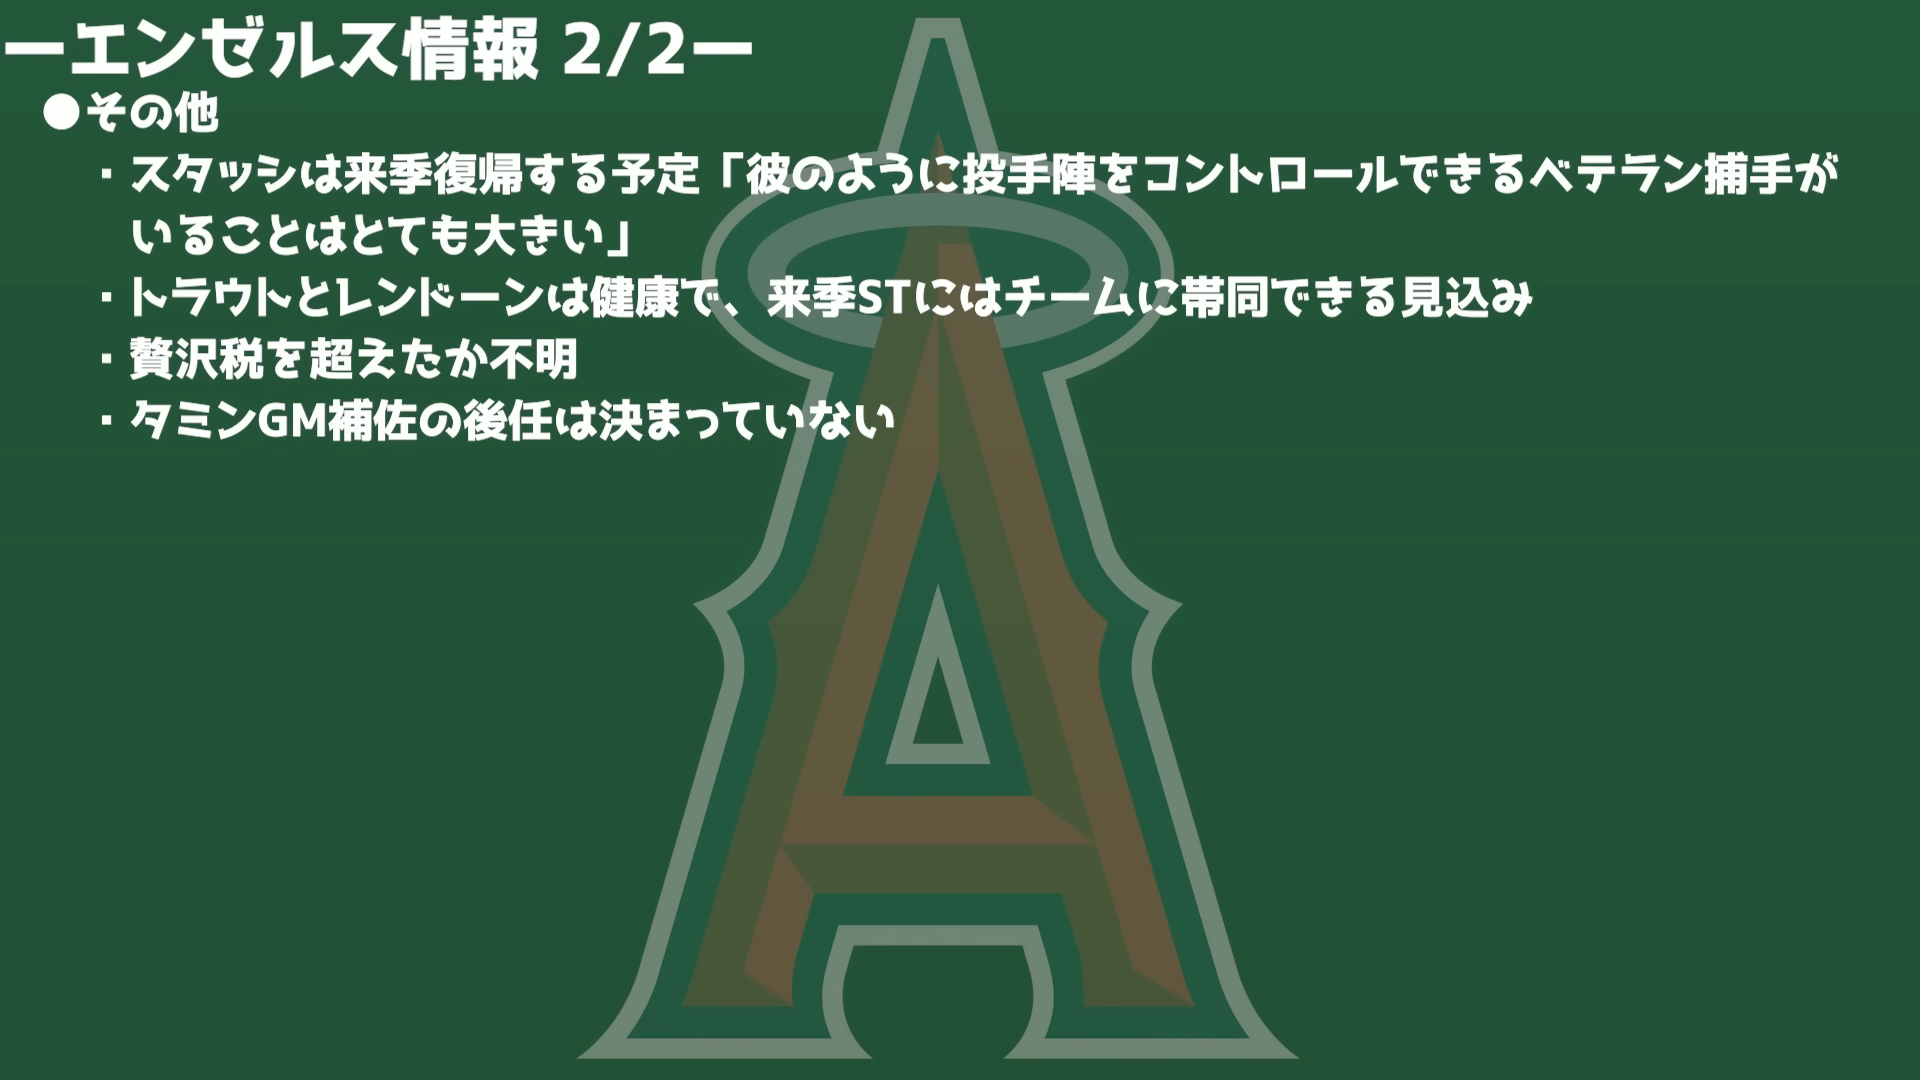 ーエンゼルス情報 2/2ー
●その他
・スタッシは来季復帰する予定「彼のように投手陣をコントロールできるベテラン捕手が
いることはとても大きい」
・トラウトとレンドーンは健康で、来季STにはチームに帯同できる見込み
・贅沢税を超えたか不明
・タミンGM補佐の後任は決まっていない